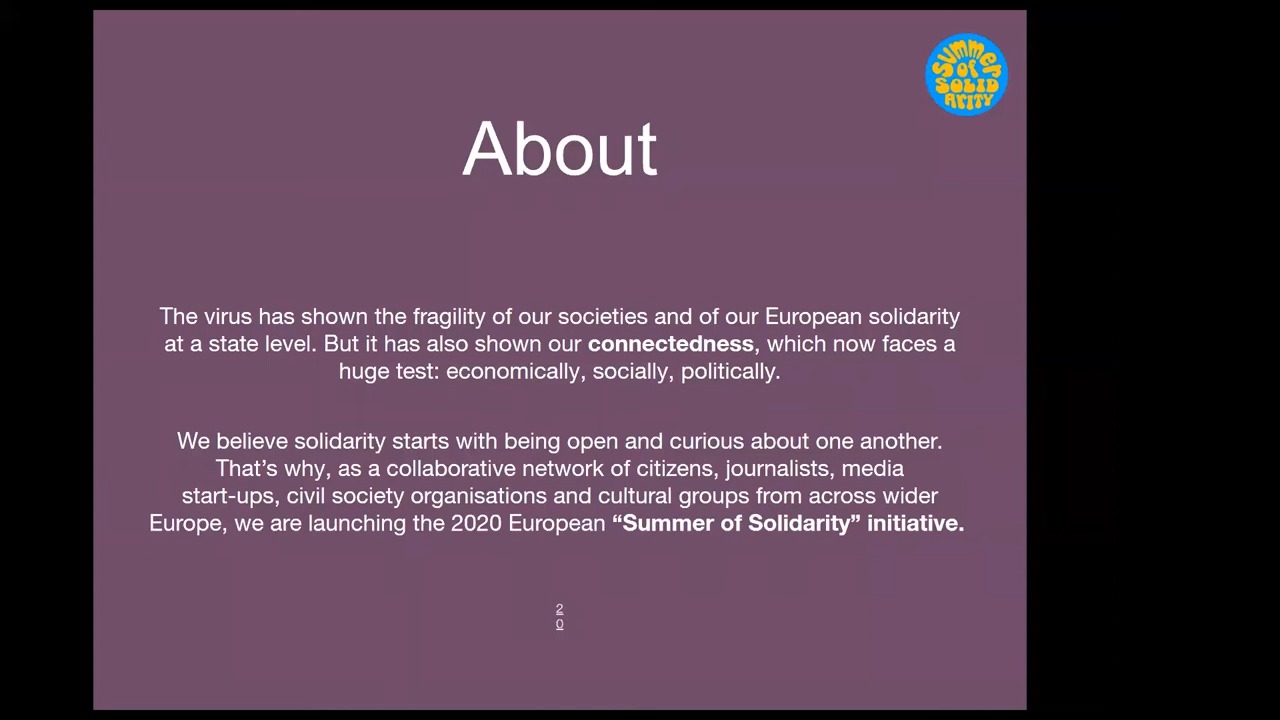 Summer
of
SOLID
ARITY
About
The virus has shown the fragility of our societies and of our European solidarity
at a state level. But it has also shown our connectedness, which now faces a
huge test: economically, socially, politically.
We believe solidarity starts with being open and curious about one another.
That’s why, as a collaborative network of citizens, journalists, media
start-ups, civil society organisations and cultural groups from across wider
Europe, we are launching the 2020 European “Summer of Solidarity” initiative.
2
0